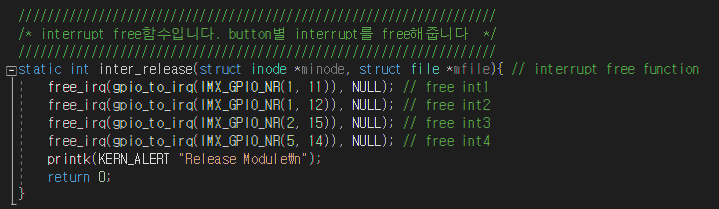 ////////////////////////////////////////////////////////////////
/* interrupt free함수입니다. button별 interrupt를 free해줍니다  */
////////////////////////////////////////////////////////////////
static int inter_release(struct inode *minode, struct file *mfile){ // interrupt free function
    free_irq(gpio_to_irq(IMX_GPIO_NR(1, 11)), NULL); // free int1
    free_irq(gpio_to_irq(IMX_GPIO_NR(1, 12)), NULL); // free int2
    free_irq(gpio_to_irq(IMX_GPIO_NR(2, 15)), NULL); // free int3
    free_irq(gpio_to_irq(IMX_GPIO_NR(5, 14)), NULL); // free int4
    printk(KERN_ALERT "Release Module₩n");
    return 0;
}